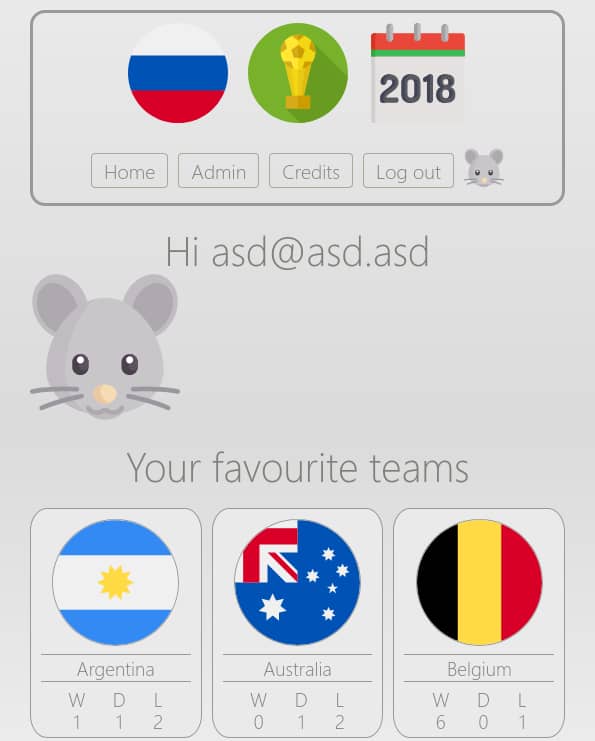 2018
Home Admin Credits Log out
Hi asd@asd.asd
Your favourite teams
Argentina Australia Belgium
W D L W D L W D L
1 1 2 0 1 2 6 0 1